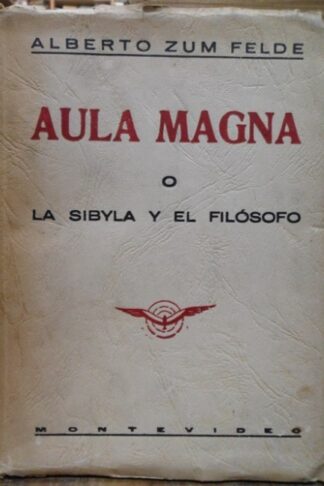 ALBERTO ZUM FELDE
AULA MAGNA
O
LA SIBYLA Y EL FILÓSOFO
MONTEVIDEO